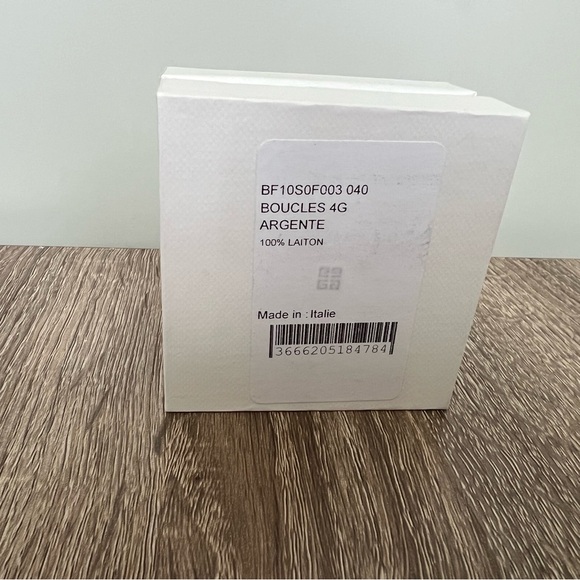 BF10S0F003 040
BOUCLES 4G
ARGENTE
100% LAITON
Made in : Italie
3666205184784